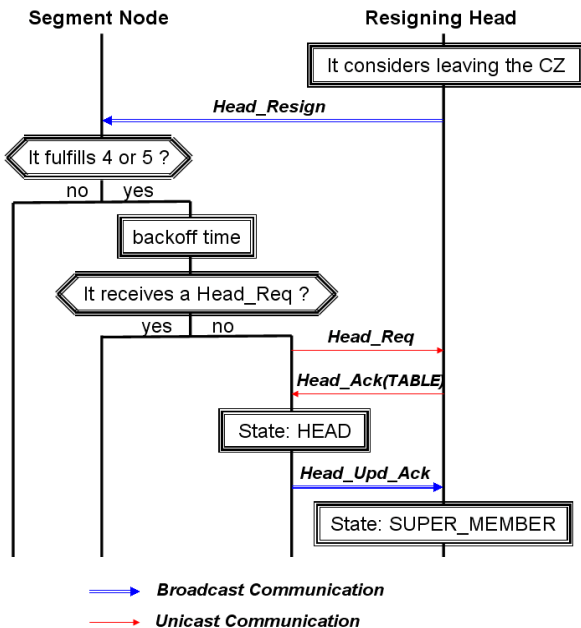 Segment Node
Resigning Head
It considers leaving the CZ
Head_Resign
It fulfills 4 or 5 ?
no yes
backoff time
It receives a Head_Req ?
yes no
Head_Req
Head_Ack(TABLE)
State: HEAD
Head_Upd_Ack
State: SUPER_MEMBER
Broadcast Communication
Unicast Communication